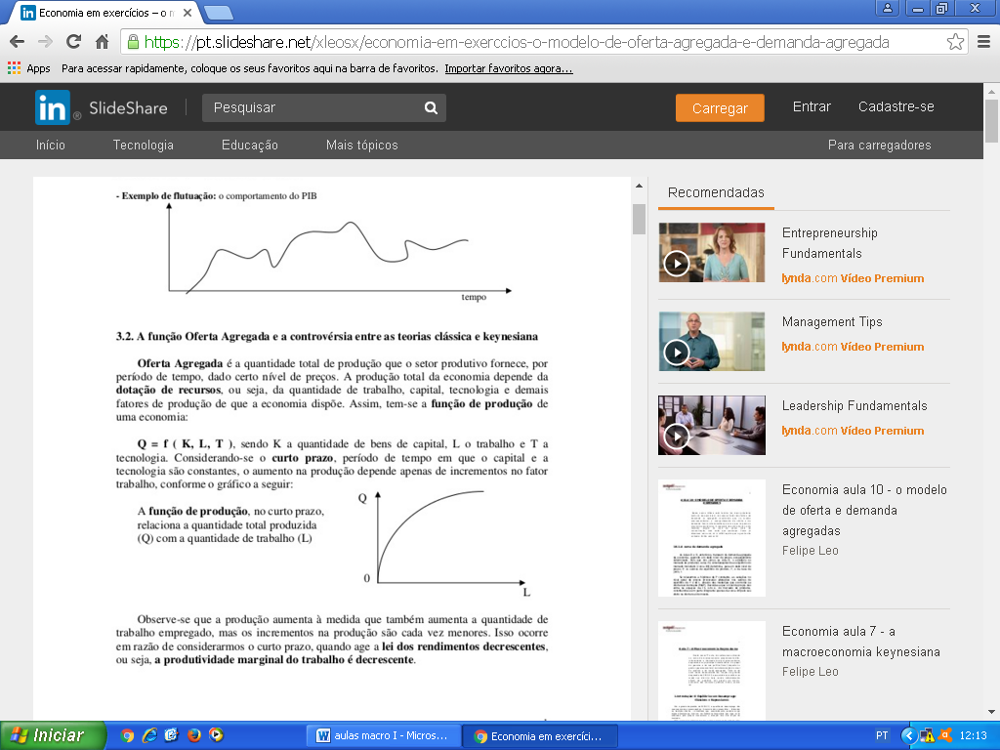 Economia em exercícios – o m
https://pt.slideshare.net/xleosx/economia-em-exerccios-o-modelo-de-oferta-agregada-e-demanda-agregada
Apps Para acessar rapidamente, coloque os seus favoritos aqui na barra de favoritos. Importar favoritos agora...
in ® SlideShare Pesquisar Carregar Entrar Cadastre-se
Início Tecnologia Educação Mais tópicos Para carregadores
- Exemplo de flutuação: o comportamento do PIB
tempo
3.2. A função Oferta Agregada e a controvérsia entre as teorias clássica e keynesiana
Oferta Agregada é a quantidade total de produção que o setor produtivo fornece, por
período de tempo, dado certo nível de preços. A produção total da economia depende da
dotação de recursos, ou seja, da quantidade de trabalho, capital, tecnologia e demais
fatores de produção de que a economia dispõe. Assim, tem-se a função de produção de
uma economia:
Q = f ( K, L, T ), sendo K a quantidade de bens de capital, L o trabalho e T a
tecnologia. Considerando-se o curto prazo, período de tempo em que o capital e a
tecnologia são constantes, o aumento na produção depende apenas de incrementos no fator
trabalho, conforme o gráfico a seguir:
A função de produção, no curto prazo,
relaciona a quantidade total produzida
(Q) com a quantidade de trabalho (L)
Q
0
L
Observe-se que a produção aumenta à medida que também aumenta a quantidade de
trabalho empregado, mas os incrementos na produção são cada vez menores. Isso ocorre
em razão de considerarmos o curto prazo, quando age a lei dos rendimentos decrescentes,
ou seja, a produtividade marginal do trabalho é decrescente.
Recomendadas
Entrepreneurship
Fundamentals
lynda.com Vídeo Premium
Management Tips
lynda.com Vídeo Premium
Leadership Fundamentals
lynda.com Vídeo Premium
Economia aula 10 - o modelo
de oferta e demanda
agregadas
Felipe Leo
Economia aula 7 - a
macroeconomia keynesiana
Felipe Leo
Iniciar aulas macro I - Micros... Economia em exercíci... PT 12:13